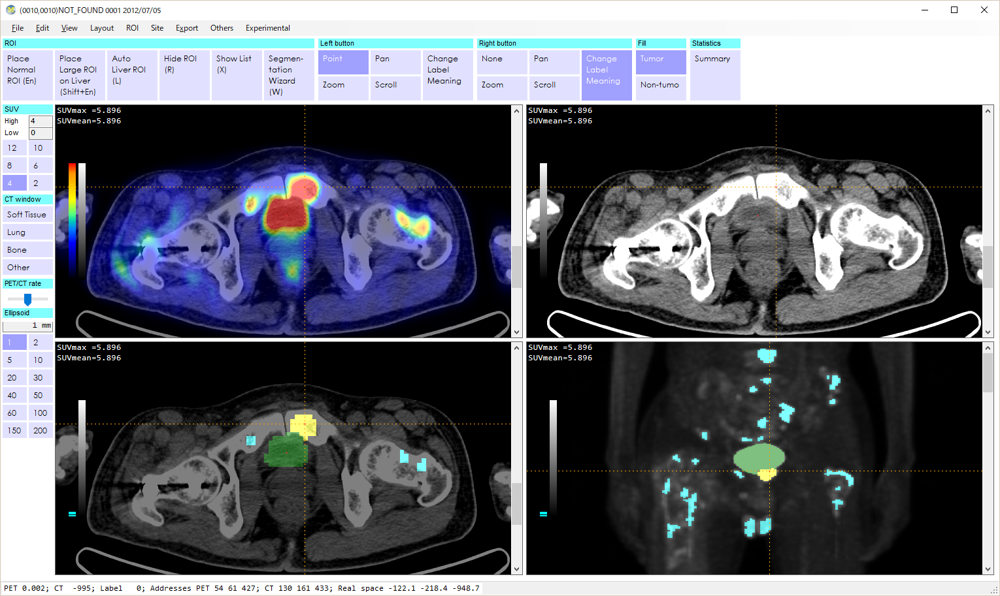 (0010,0010)NOT_FOUND 0001 2012/07/05
File Edit View Layout ROI Site Export Others Experimental
ROI
Place
Normal
ROI (En)
Place
Large ROI
on Liver
(Shift+En)
Auto
Liver ROI
(L)
Hide ROI
(R)
Show List
(X)
Segmen-
tation
Wizard
(W)
Left button
Point
Pan
Change
Label
Meaning
Zoom
Scroll
Right button
None
Pan
Change
Label
Meaning
Zoom
Scroll
Fill
Tumor
Non-tumo
Statistics
Summary
SUV
High 4
Low 0
12 10
8 6
4 2
CT window
Soft Tissue
Lung
Bone
Other
PET/CT rate
Ellipsoid
1 mm
1 2
5 10
20 30
40 50
60 100
150 200
SUVmax =5.896
SUVmean=5.896
SUVmax =5.896
SUVmean=5.896
SUVmax =5.896
SUVmean=5.896
SUVmax =5.896
SUVmean=5.896
PET 0.002; CT -995; Label 0; Addresses PET 54 61 427; CT 130 161 433; Real space -122.1 -218.4 -948.7